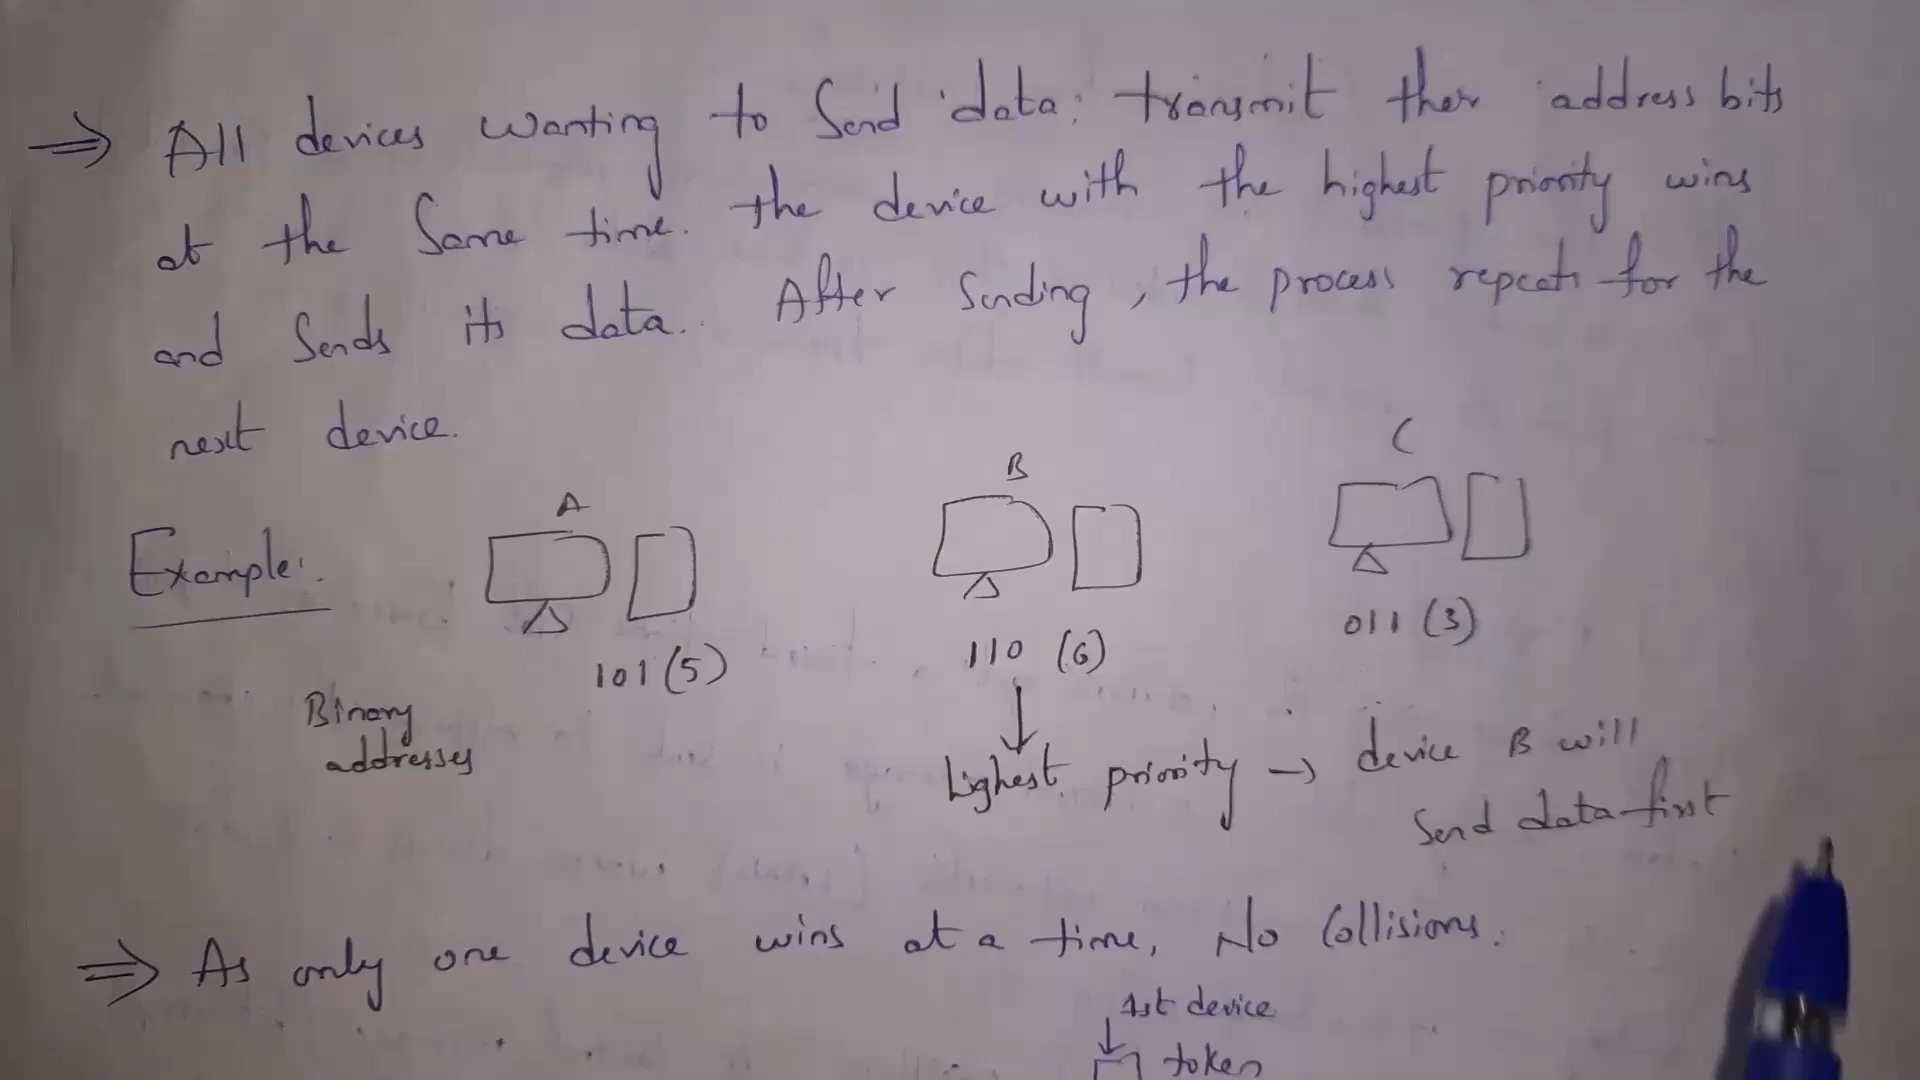 ⇒ All devices wanting to send data, transmit their address bits
at the same time. the device with the highest priority wins
and sends its data. After sending, the process repeats for the
next device.
A
B
C
Example:
101 (5)
110 (6)
011 (3)
Binary
addresses
highest priority → device B will
send data first
⇒ As only one device wins at a time, No Collisions.
1st device
token